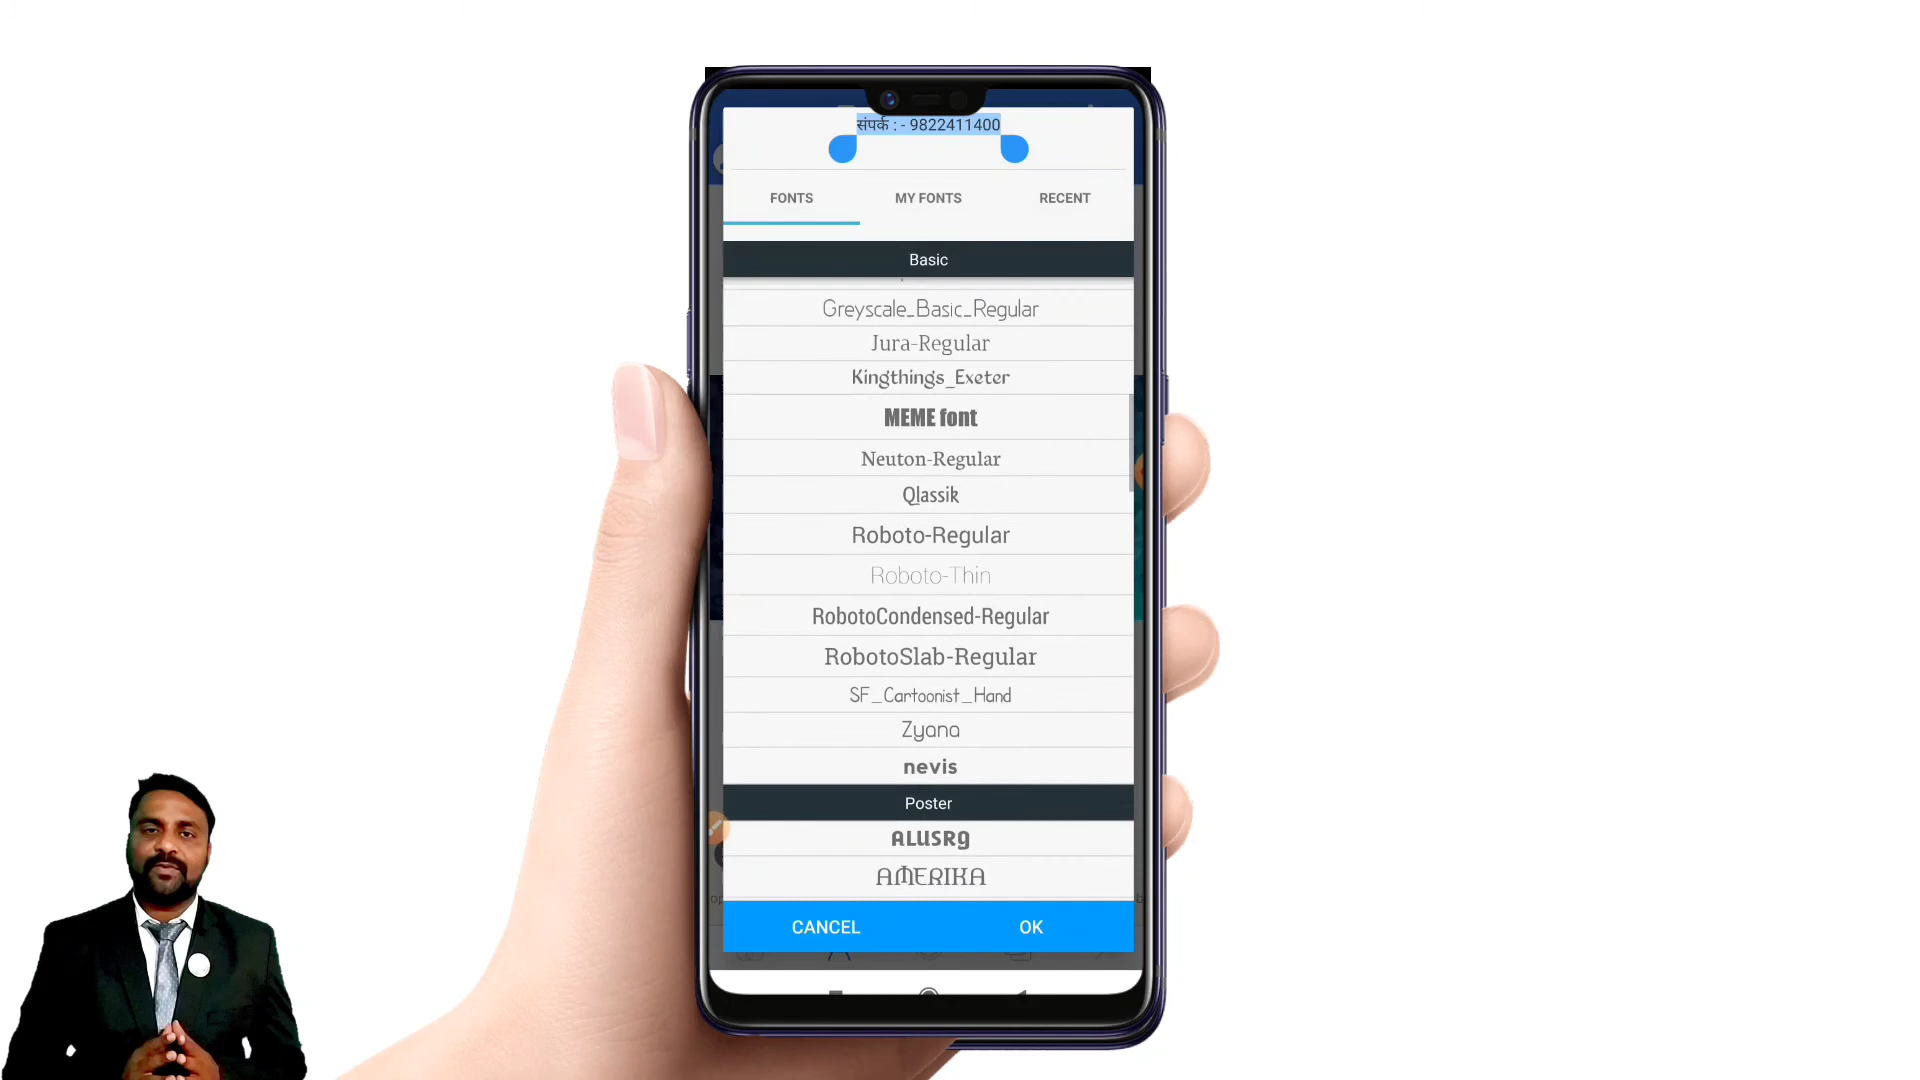 संपर्क : - 9822411400
FONTS MY FONTS RECENT
Basic
Greyscale_Basic_Regular
Jura-Regular
Kingthings_Exeter
MEME font
Neuton-Regular
Qlassik
Roboto-Regular
Roboto-Thin
RobotoCondensed-Regular
RobotoSlab-Regular
SF_Cartoonist_Hand
Zyana
nevis
Poster
ALUSRg
AMERIKA
CANCEL OK